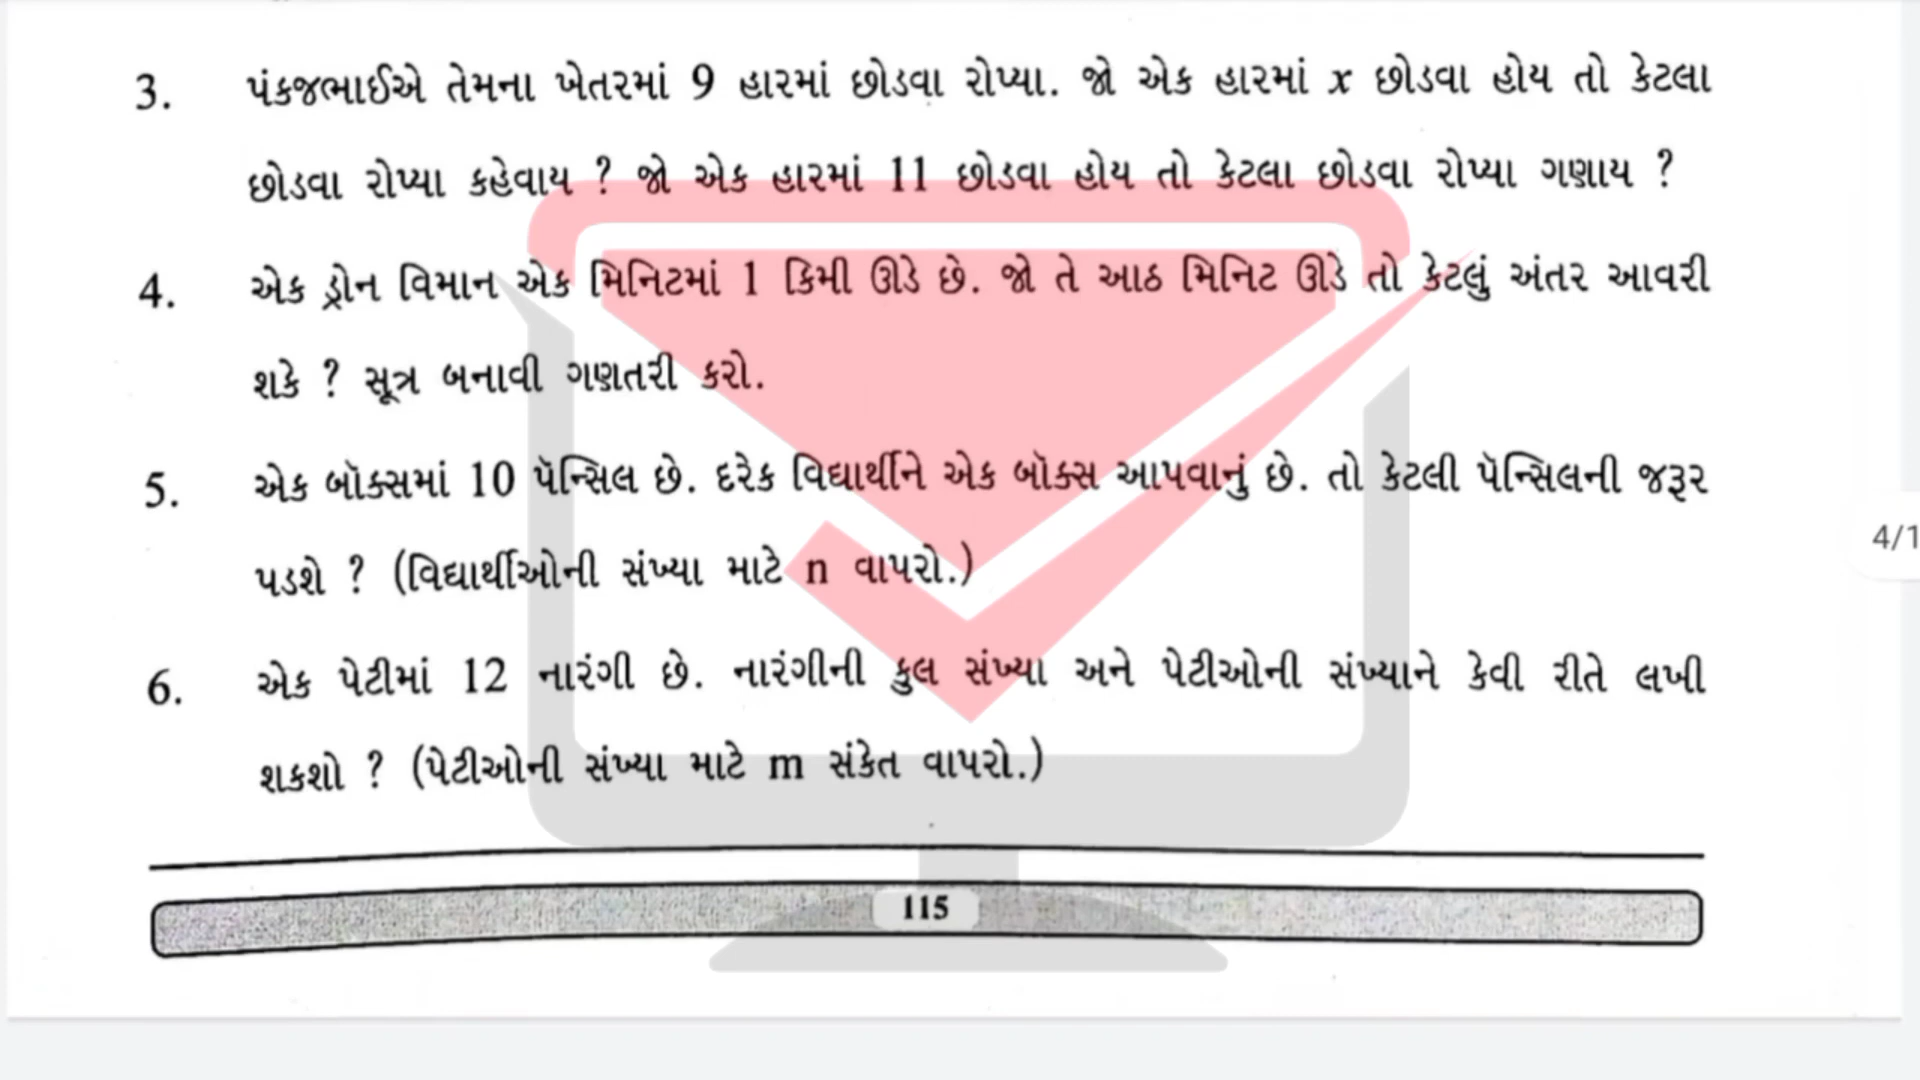 3. પંકજભાઈએ તેમના ખેતરમાં 9 હારમાં છોડવા રોપ્યા. જો એક હારમાં x છોડવા હોય તો કેટલા
છોડવા રોપ્યા કહેવાય ? જો એક હારમાં 11 છોડવા હોય તો કેટલા છોડવા રોપ્યા ગણાય ?
4. એક ડ્રોન વિમાન એક મિનિટમાં 1 કિમી ઊડે છે. જો તે આઠ મિનિટ ઊડે તો કેટલું અંતર આવરી
શકે ? સૂત્ર બનાવી ગણતરી કરો.
5. એક બૉક્સમાં 10 પૅન્સિલ છે. દરેક વિદ્યાર્થીને એક બૉક્સ આપવાનું છે. તો કેટલી પૅન્સિલની જરૂર
પડશે ? (વિદ્યાર્થીઓની સંખ્યા માટે n વાપરો.)
6. એક પેટીમાં 12 નારંગી છે. નારંગીની કુલ સંખ્યા અને પેટીઓની સંખ્યાને કેવી રીતે લખી
શકશો ? (પેટીઓની સંખ્યા માટે m સંકેત વાપરો.)
115
4/1